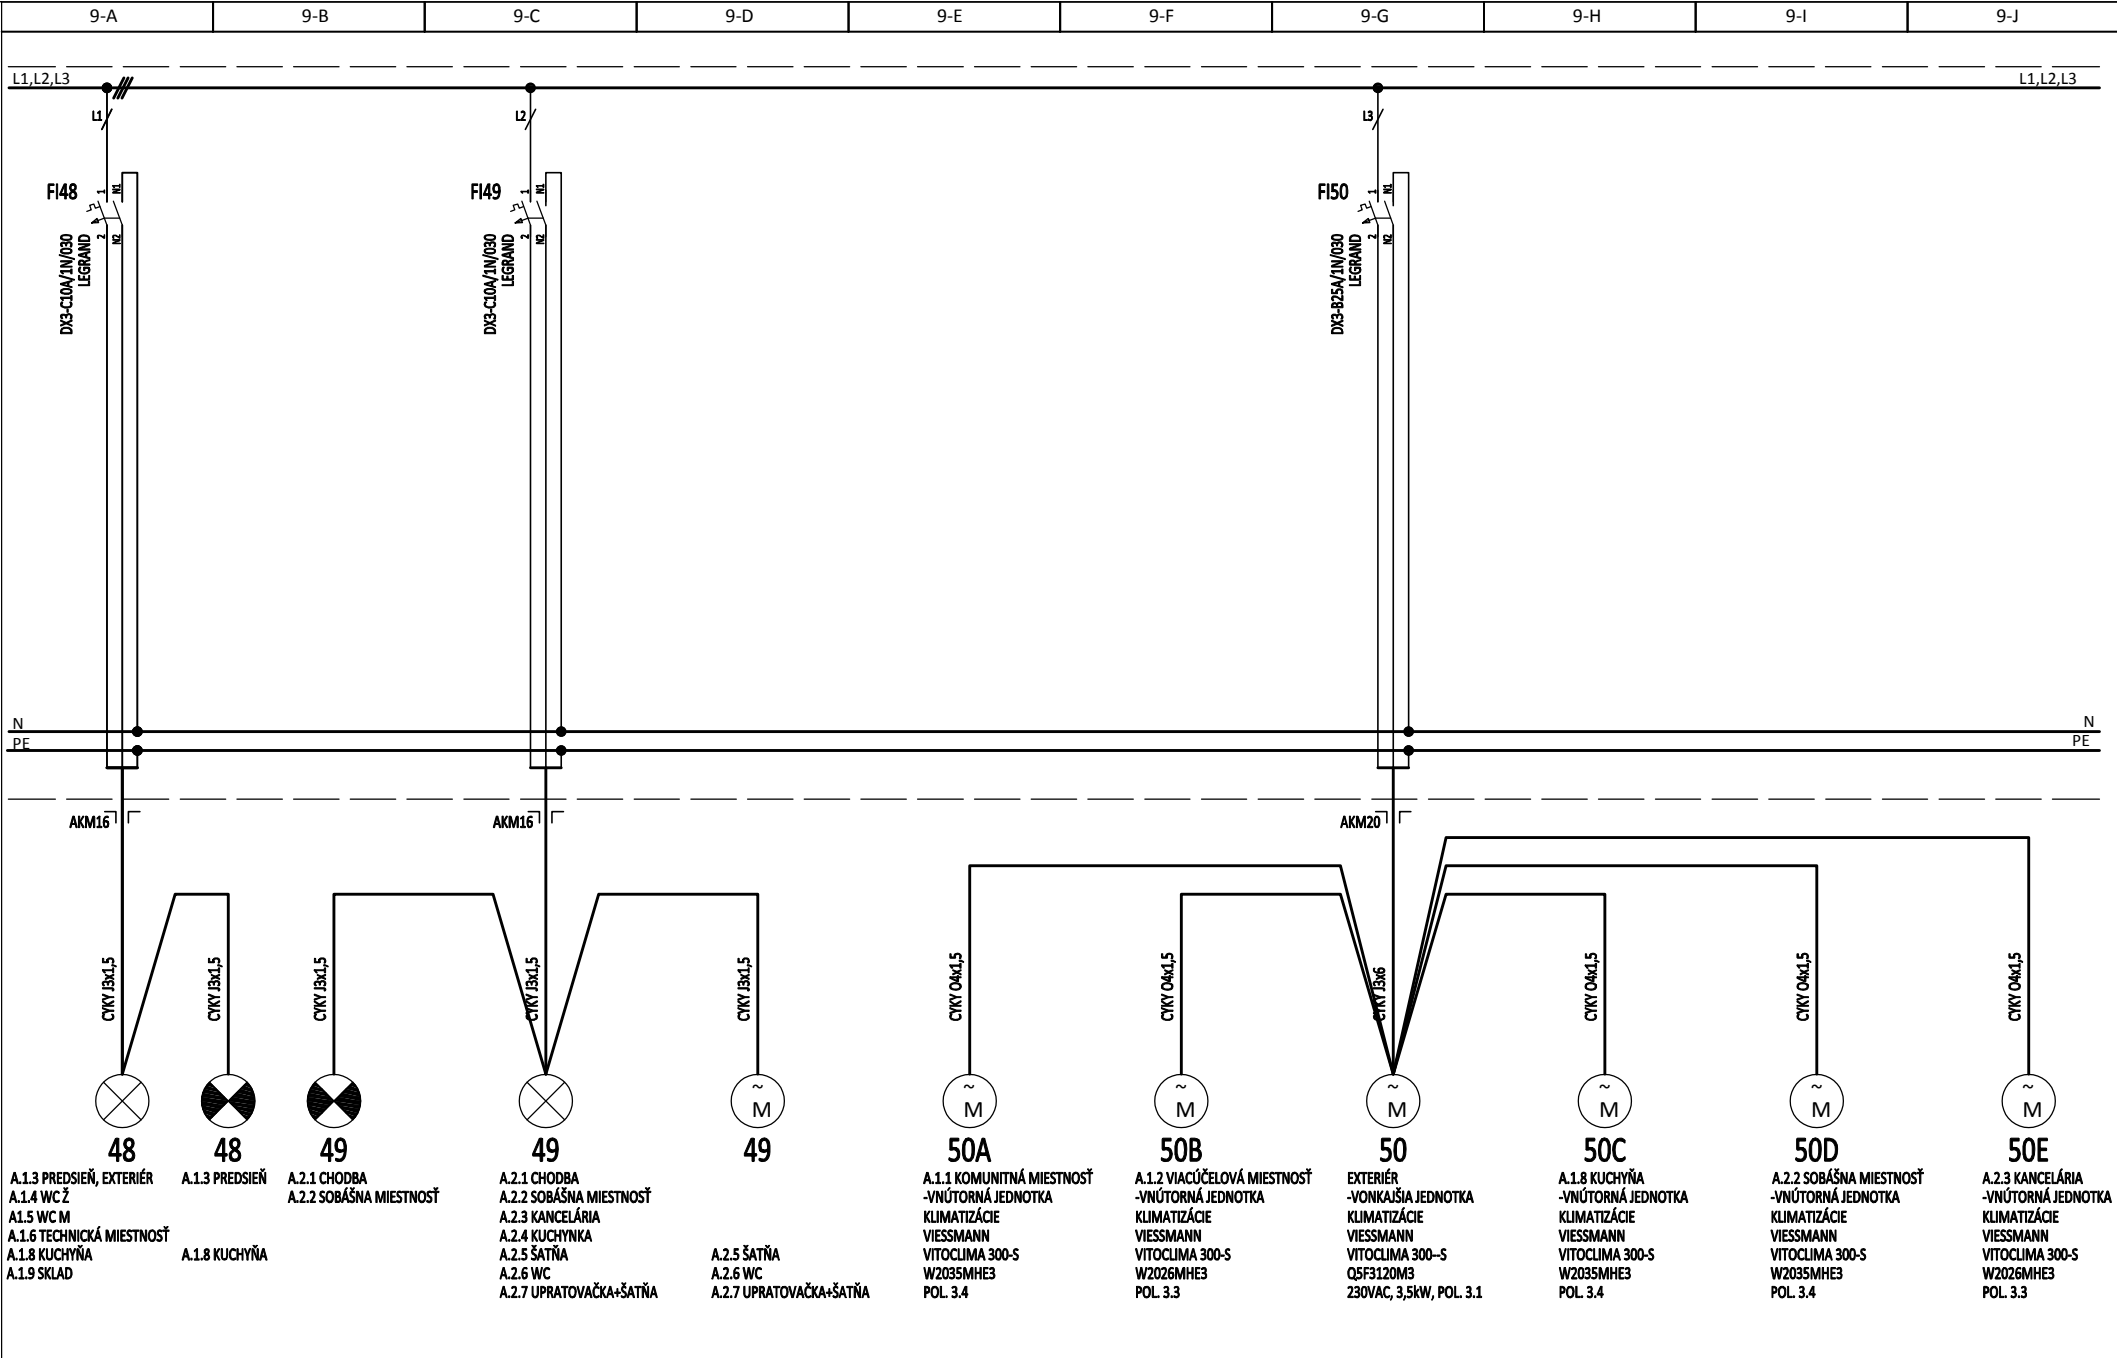 9-A
9-B
9-C
9-D
9-E
9-F
9-G
9-H
9-I
9-J
L1,L2,L3
L1,L2,L3
L1
L2
L3
FI48
1
N1
2
N2
DX3-C10A/1N/030
LEGRAND
FI49
1
N1
2
N2
DX3-C10A/1N/030
LEGRAND
FI50
1
N1
2
N2
DX3-B25A/1N/030
LEGRAND
N
N
PE
PE
AKM16
AKM16
AKM20
CYKY J3x1,5
CYKY J3x1,5
CYKY J3x1,5
CYKY J3x1,5
CYKY J3x1,5
CYKY O4x1,5
CYKY O4x1,5
CYKY J3x6
CYKY O4x1,5
CYKY O4x1,5
CYKY O4x1,5
~
M
~
M
~
M
~
M
~
M
~
M
~
M
48
A.1.3 PREDSIEŇ, EXTERIÉR
A.1.4 WC Ž
A1.5 WC M
A.1.6 TECHNICKÁ MIESTNOSŤ
A.1.8 KUCHYŇA
A.1.9 SKLAD
48
A.1.3 PREDSIEŇ
A.1.8 KUCHYŇA
49
A.2.1 CHODBA
A.2.2 SOBÁŠNA MIESTNOSŤ
49
A.2.1 CHODBA
A.2.2 SOBÁŠNA MIESTNOSŤ
A.2.3 KANCELÁRIA
A.2.4 KUCHYNKA
A.2.5 ŠATŇA
A.2.6 WC
A.2.7 UPRATOVAČKA+ŠATŇA
49
A.2.5 ŠATŇA
A.2.6 WC
A.2.7 UPRATOVAČKA+ŠATŇA
50A
A.1.1 KOMUNITNÁ MIESTNOSŤ
-VNÚTORNÁ JEDNOTKA
KLIMATIZÁCIE
VIESSMANN
VITOCLIMA 300-S
W2035MHE3
POL. 3.4
50B
A.1.2 VIACÚČELOVÁ MIESTNOSŤ
-VNÚTORNÁ JEDNOTKA
KLIMATIZÁCIE
VIESSMANN
VITOCLIMA 300-S
W2026MHE3
POL. 3.3
50
EXTERIÉR
-VONKAJŠIA JEDNOTKA
KLIMATIZÁCIE
VIESSMANN
VITOCLIMA 300--S
Q5F3120M3
230VAC, 3,5kW, POL. 3.1
50C
A.1.8 KUCHYŇA
-VNÚTORNÁ JEDNOTKA
KLIMATIZÁCIE
VIESSMANN
VITOCLIMA 300-S
W2035MHE3
POL. 3.4
50D
A.2.2 SOBÁŠNA MIESTNOSŤ
-VNÚTORNÁ JEDNOTKA
KLIMATIZÁCIE
VIESSMANN
VITOCLIMA 300-S
W2035MHE3
POL. 3.4
50E
A.2.3 KANCELÁRIA
-VNÚTORNÁ JEDNOTKA
KLIMATIZÁCIE
VIESSMANN
VITOCLIMA 300-S
W2026MHE3
POL. 3.3